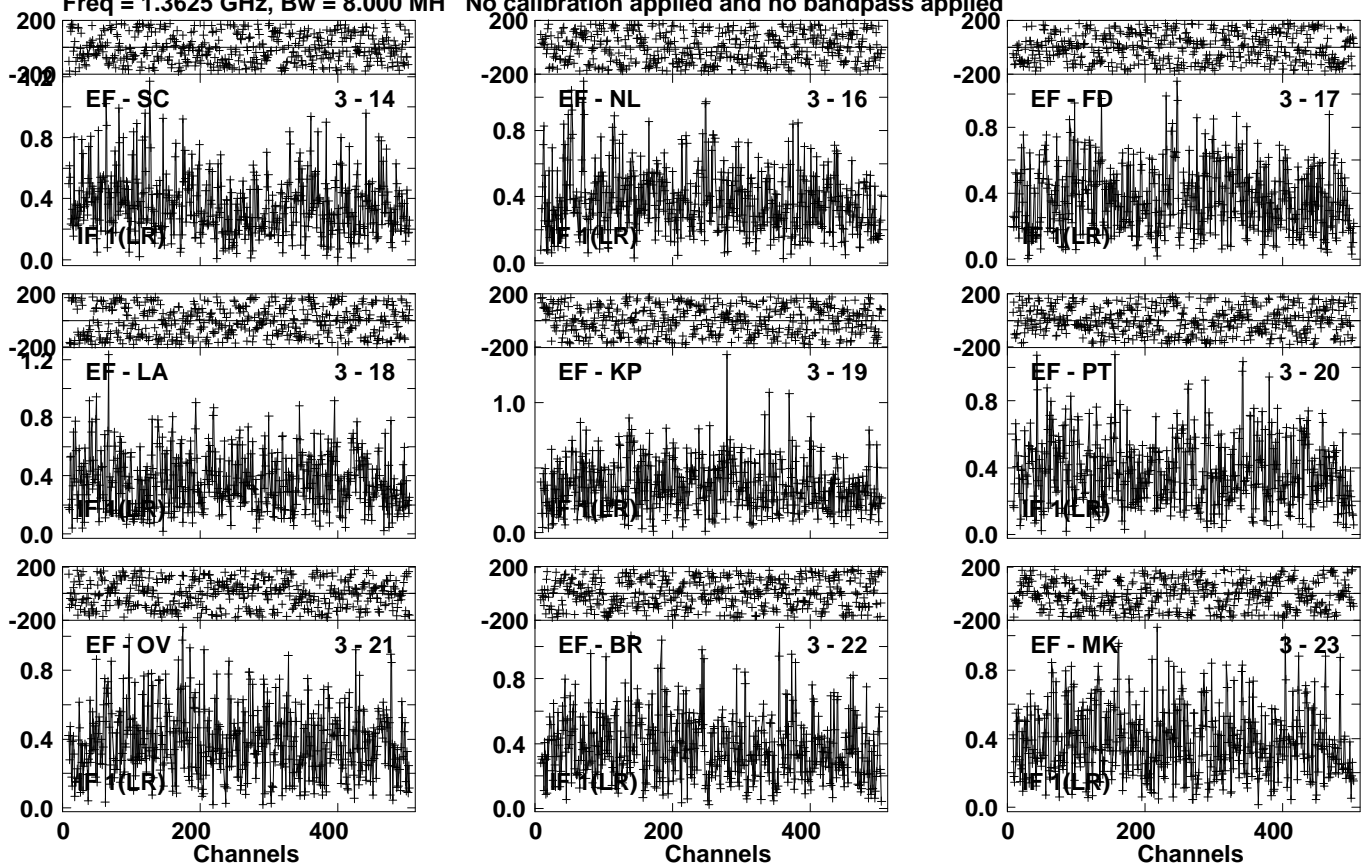 Freq = 1.3625 GHz, Bw = 8.000 MH No calibration applied and no bandpass applied
200
-200
1.2
0.8
0.4
0.0
EF - SC 3 - 14
IF 1(LR)
200
-200
0.8
0.4
0.0
EF - NL 3 - 16
IF 1(LR)
200
-200
0.8
0.4
0.0
EF - FD 3 - 17
IF 1(LR)
200
-200
1.2
0.8
0.4
0.0
EF - LA 3 - 18
IF 1(LR)
200
-200
1.0
0.0
EF - KP 3 - 19
IF 1(LR)
200
-200
0.8
0.4
0.0
EF - PT 3 - 20
IF 1(LR)
200
-200
0.8
0.4
0.0
EF - OV 3 - 21
IF 1(LR)
0 200 400
Channels
200
-200
0.8
0.4
0.0
EF - BR 3 - 22
IF 1(LR)
0 200 400
Channels
200
-200
0.8
0.4
0.0
EF - MK 3 - 23
IF 1(LR)
0 200 400
Channels